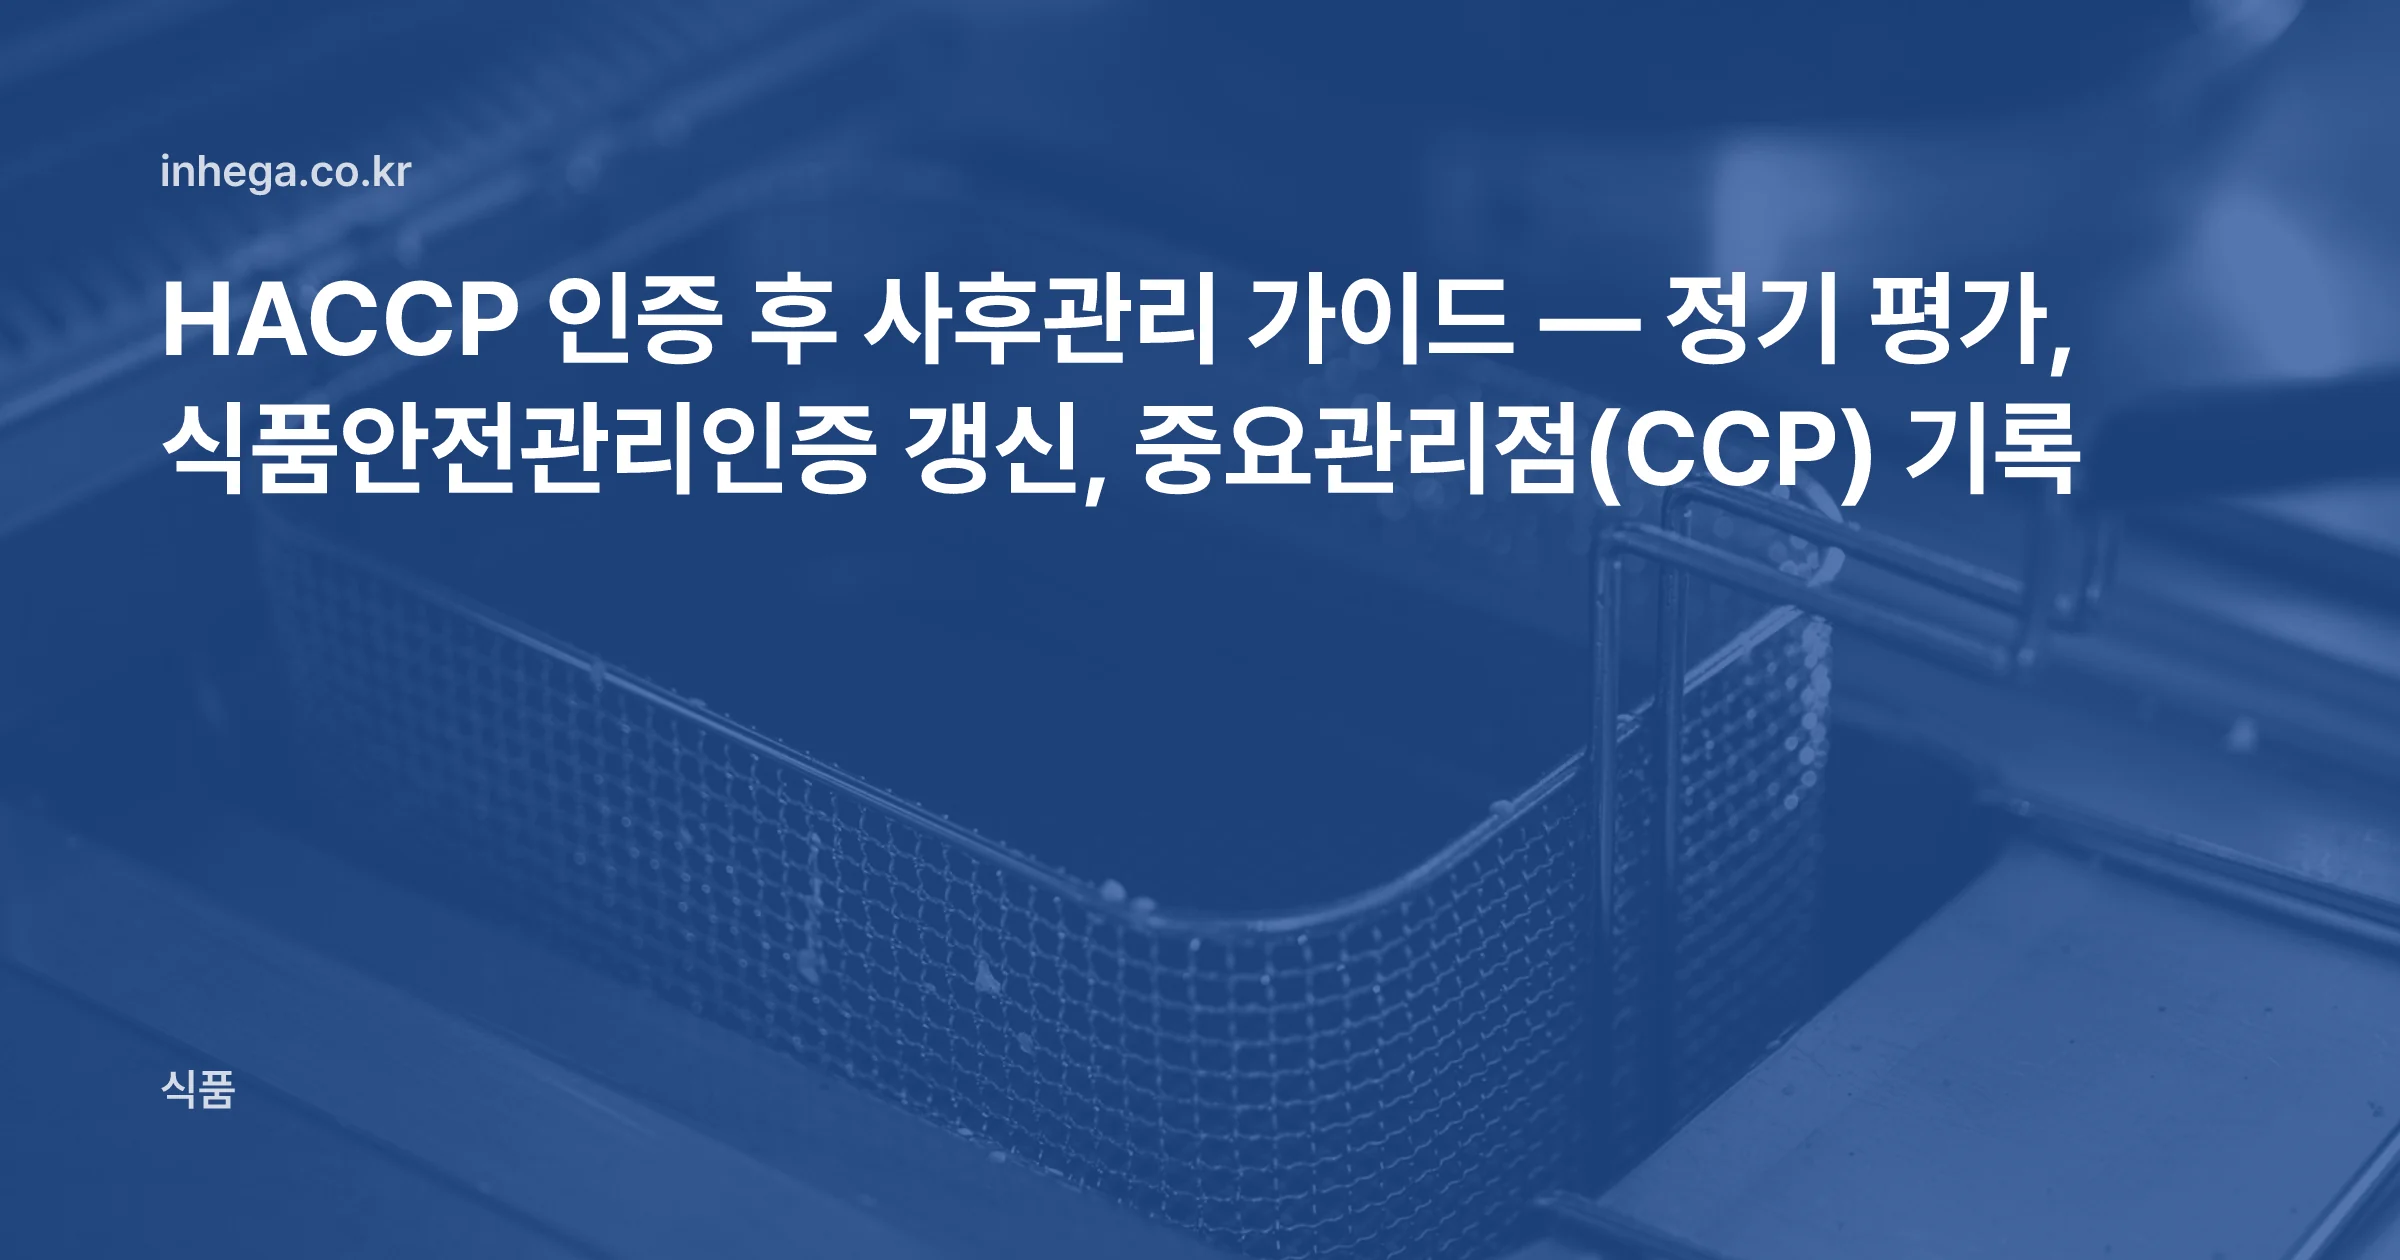 inhega.co.kr
HACCP 인증 후 사후관리 가이드 — 정기 평가,
식품안전관리인증 갱신, 중요관리점(CCP) 기록
식품